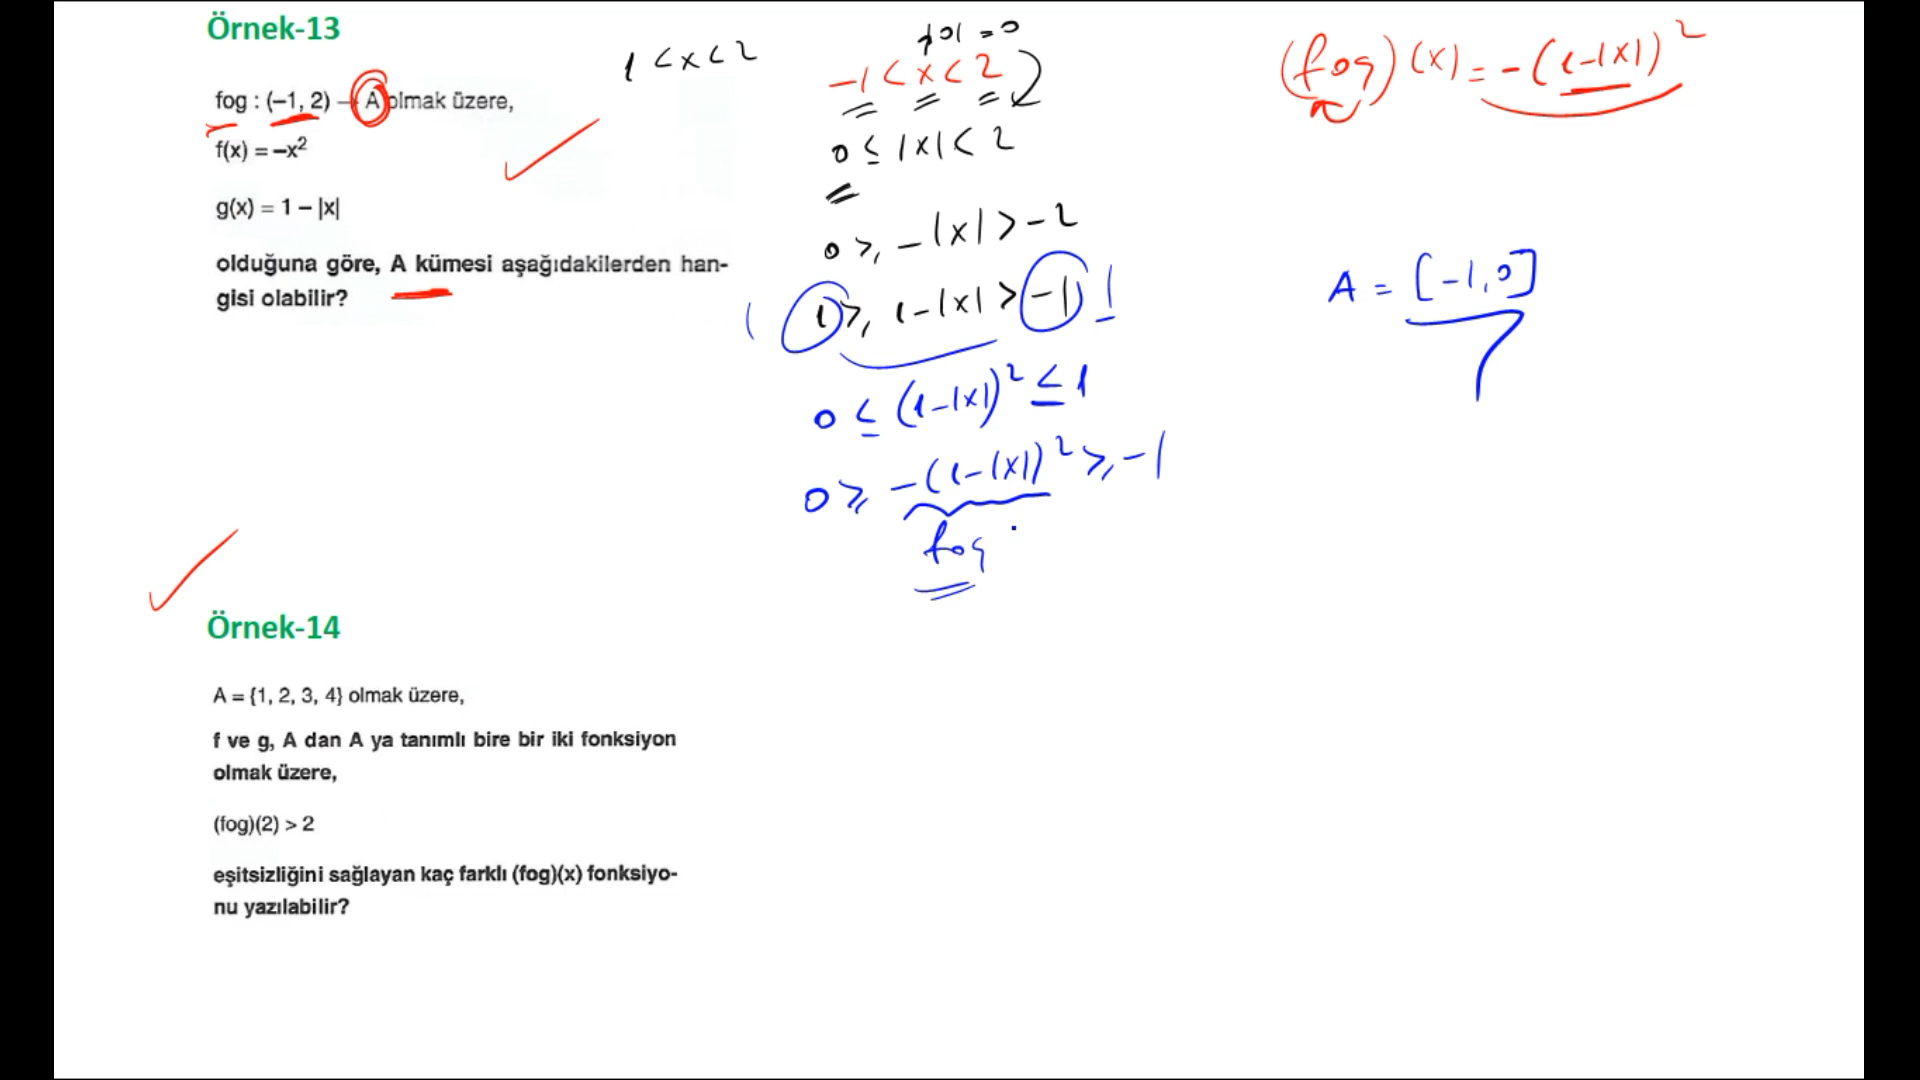 Örnek-13
fog : (−1, 2) → A olmak üzere,
f(x) = −x²
g(x) = 1 − |x|
olduğuna göre, A kümesi aşağıdakilerden han-
gisi olabilir?
1 < x < 2
|0| = 0
−1 < x < 2
0 ≤ |x| < 2
0 ≥ −|x| > −2
1 ≥ 1−|x| > −1
0 ≤ (1−|x|)² ≤ 1
0 ≥ −(1−|x|)² ≥ −1
fog
(fog)(x) = −(1−|x|)²
A = [−1,0]
Örnek-14
A = {1, 2, 3, 4} olmak üzere,
f ve g, A dan A ya tanımlı bire bir iki fonksiyon
olmak üzere,
(fog)(2) > 2
eşitsizliğini sağlayan kaç farklı (fog)(x) fonksiyo-
nu yazılabilir?